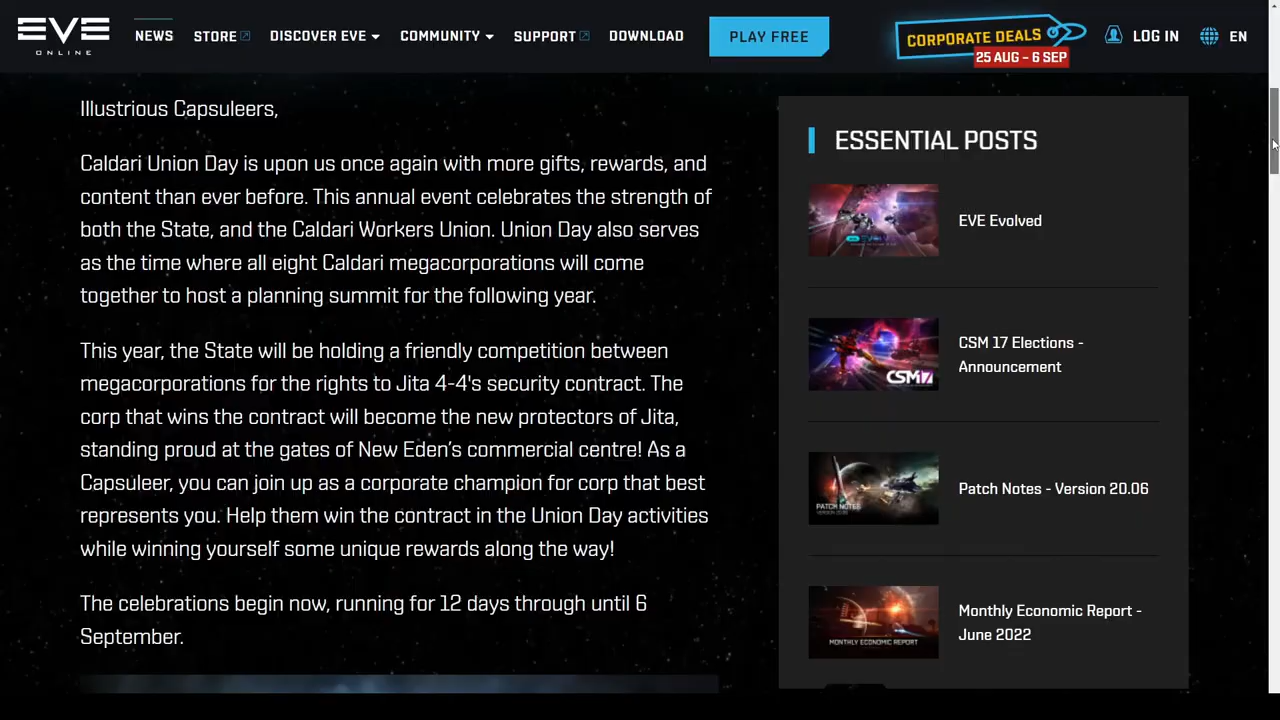 EVE
ONLINE
NEWS
STORE
DISCOVER EVE
COMMUNITY
SUPPORT
DOWNLOAD
PLAY FREE
CORPORATE DEALS
25 AUG – 6 SEP
LOG IN
EN
Illustrious Capsuleers,
Caldari Union Day is upon us once again with more gifts, rewards, and
content than ever before. This annual event celebrates the strength of
both the State, and the Caldari Workers Union. Union Day also serves
as the time where all eight Caldari megacorporations will come
together to host a planning summit for the following year.
This year, the State will be holding a friendly competition between
megacorporations for the rights to Jita 4-4's security contract. The
corp that wins the contract will become the new protectors of Jita,
standing proud at the gates of New Eden’s commercial centre! As a
Capsuleer, you can join up as a corporate champion for corp that best
represents you. Help them win the contract in the Union Day activities
while winning yourself some unique rewards along the way!
The celebrations begin now, running for 12 days through until 6
September.
ESSENTIAL POSTS
EVE Evolved
CSM 17 Elections -
Announcement
CSM17
Patch Notes - Version 20.06
PATCH NOTES
VERSION 20.06
Monthly Economic Report -
June 2022
MONTHLY ECONOMIC REPORT